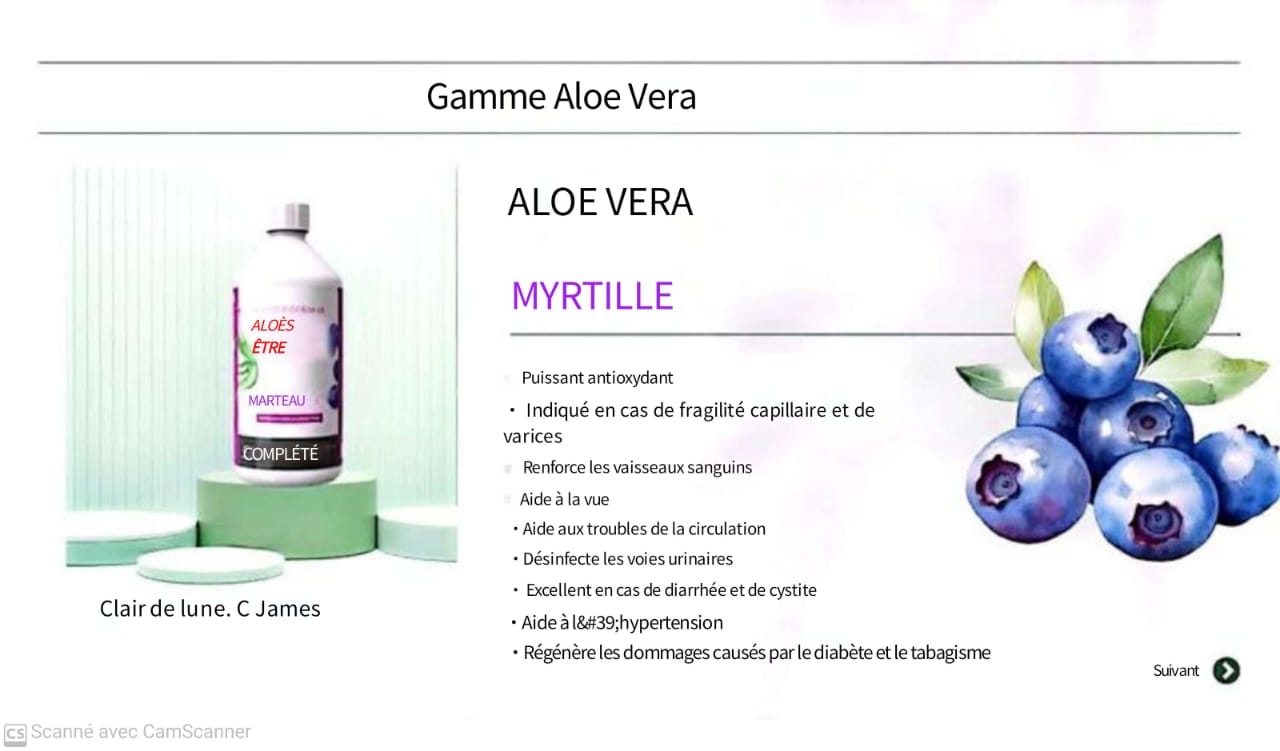 Gamme Aloe Vera
ALOE VERA
MYRTILLE
ALOÈS
ÊTRE
MARTEAU
COMPLÉTÉ
Clair de lune. C James
Puissant antioxydant
• Indiqué en cas de fragilité capillaire et de
varices
Renforce les vaisseaux sanguins
Aide à la vue
• Aide aux troubles de la circulation
• Désinfecte les voies urinaires
• Excellent en cas de diarrhée et de cystite
• Aide à l&#39;hypertension
• Régénère les dommages causés par le diabète et le tabagisme
Suivant
CS Scanné avec CamScanner